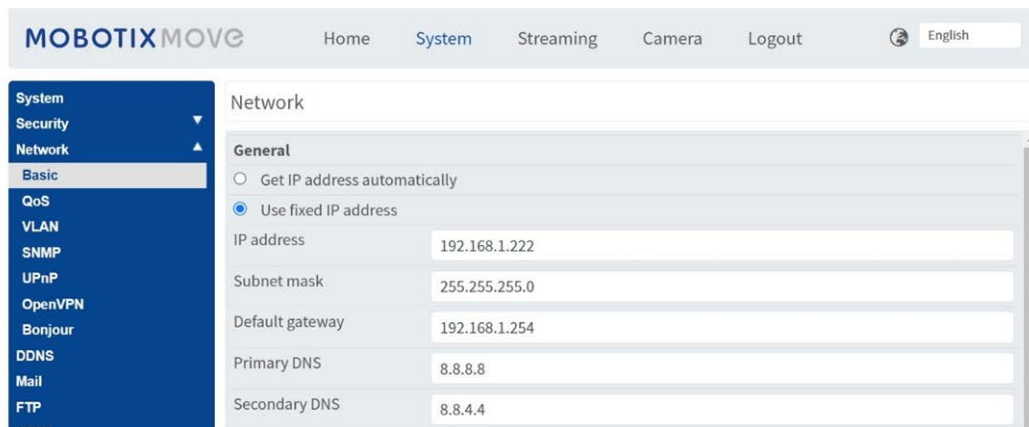 MOBOTIX MOVE Home System Streaming Camera Logout English
System
Security
Network
Basic
QoS
VLAN
SNMP
UPnP
OpenVPN
Bonjour
DDNS
Mail
FTP
Network
General
Get IP address automatically
Use fixed IP address
IP address 192.168.1.222
Subnet mask 255.255.255.0
Default gateway 192.168.1.254
Primary DNS 8.8.8.8
Secondary DNS 8.8.4.4